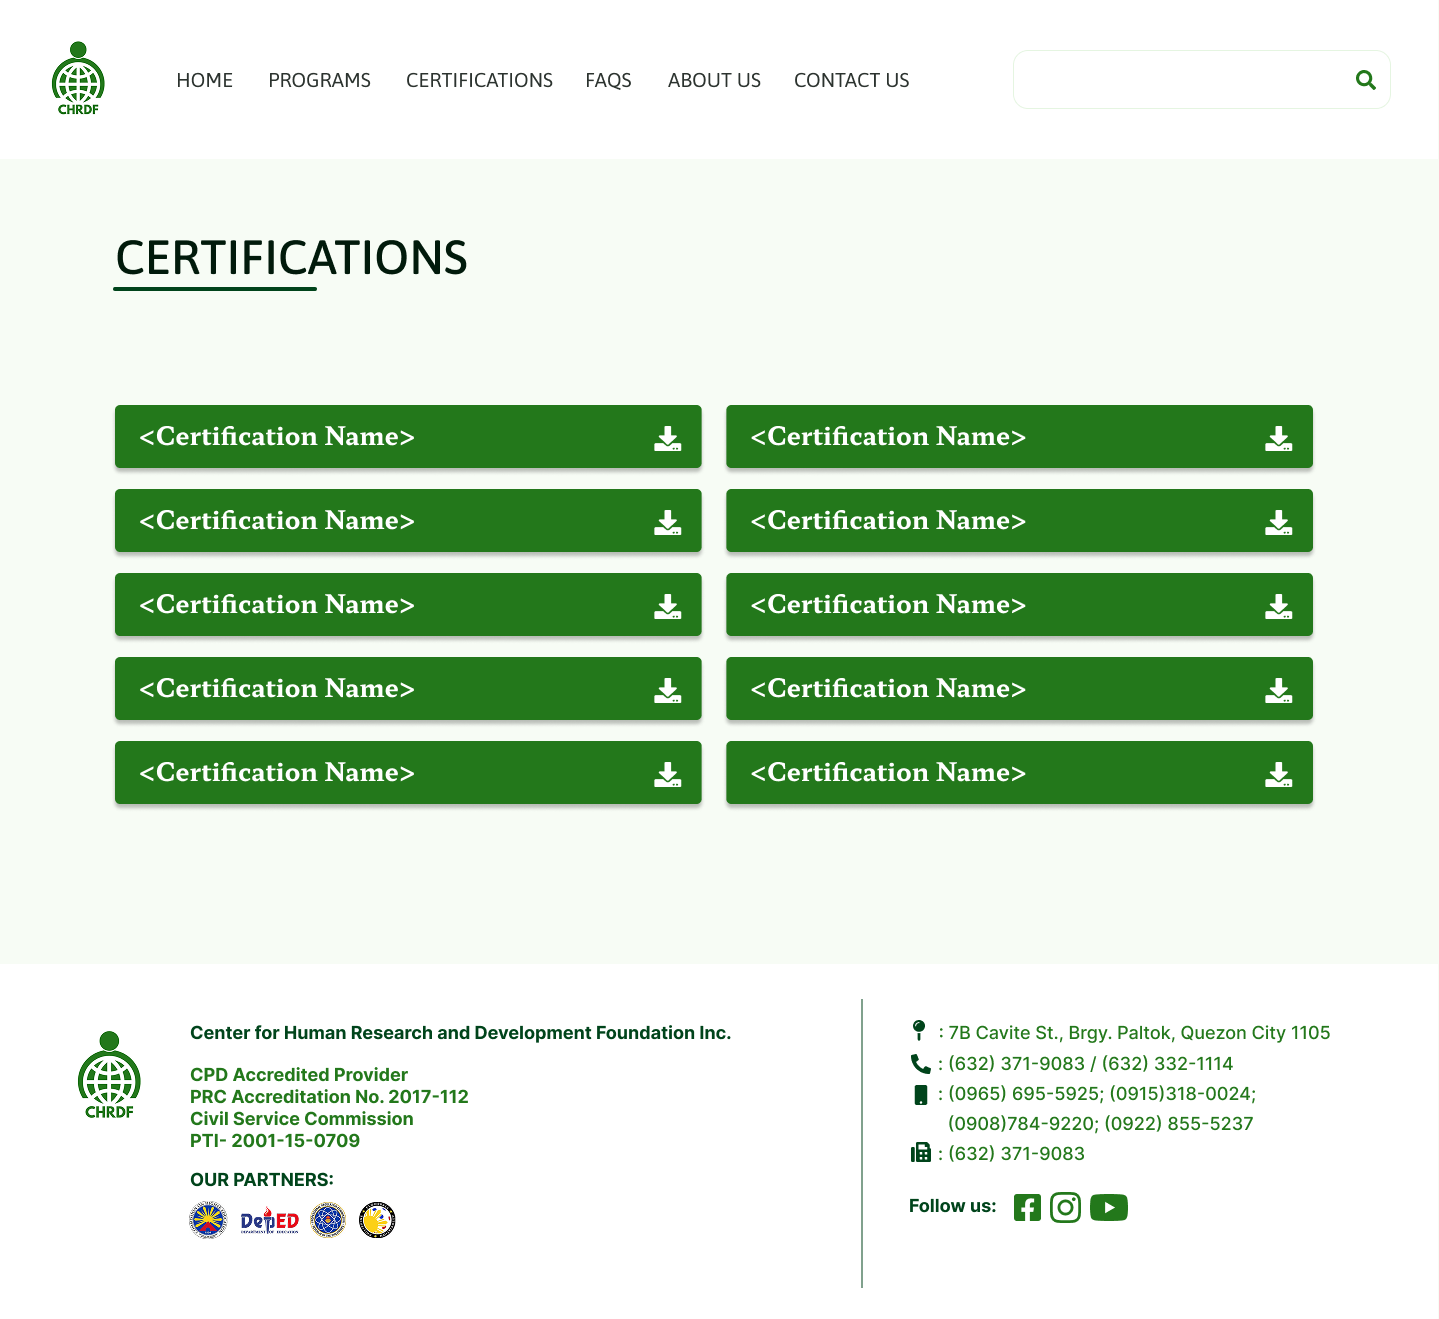 CHRDF
HOME PROGRAMS CERTIFICATIONS FAQS ABOUT US CONTACT US
CERTIFICATIONS
<Certification Name> <Certification Name>
<Certification Name> <Certification Name>
<Certification Name> <Certification Name>
<Certification Name> <Certification Name>
<Certification Name> <Certification Name>
CHRDF
Center for Human Research and Development Foundation Inc.
CPD Accredited Provider
PRC Accreditation No. 2017-112
Civil Service Commission
PTI- 2001-15-0709
OUR PARTNERS:
DepED
DEPARTMENT OF EDUCATION
: 7B Cavite St., Brgy. Paltok, Quezon City 1105
: (632) 371-9083 / (632) 332-1114
: (0965) 695-5925; (0915)318-0024;
(0908)784-9220; (0922) 855-5237
: (632) 371-9083
Follow us: